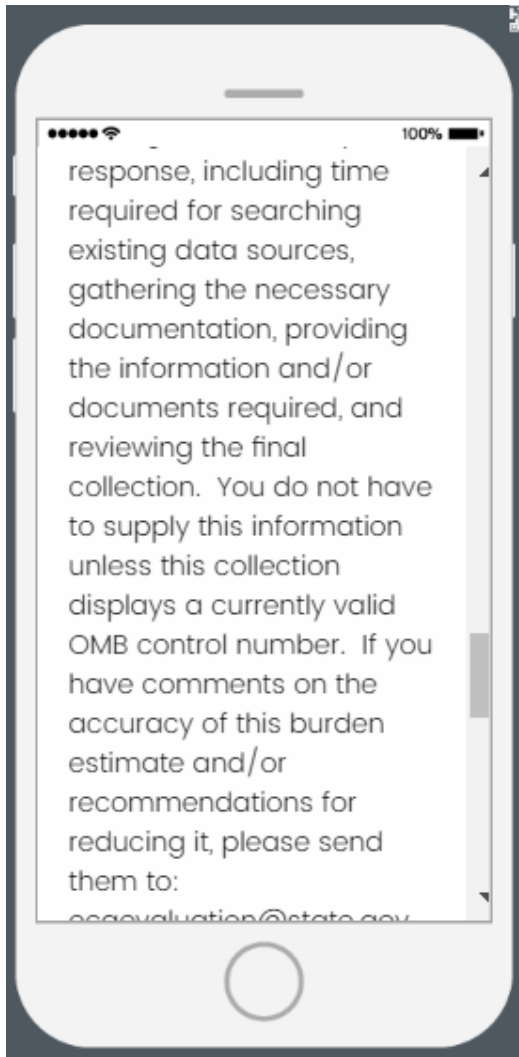 100%
response, including time
required for searching
existing data sources,
gathering the necessary
documentation, providing
the information and/or
documents required, and
reviewing the final
collection.  You do not have
to supply this information
unless this collection
displays a currently valid
OMB control number.  If you
have comments on the
accuracy of this burden
estimate and/or
recommendations for
reducing it, please send
them to:
ecaevaluation@state.gov